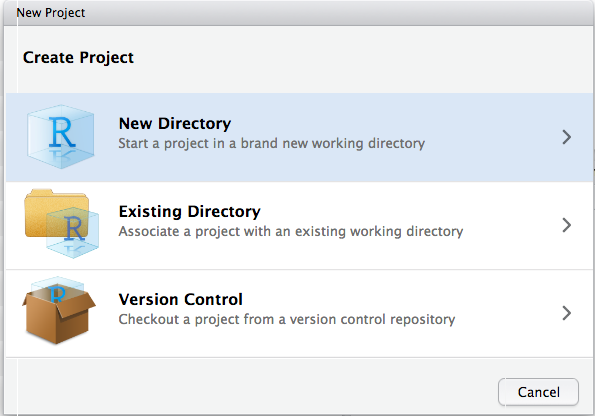 New Project
Create Project
R
New Directory
Start a project in a brand new working directory
R
Existing Directory
Associate a project with an existing working directory
R
Version Control
Checkout a project from a version control repository
Cancel